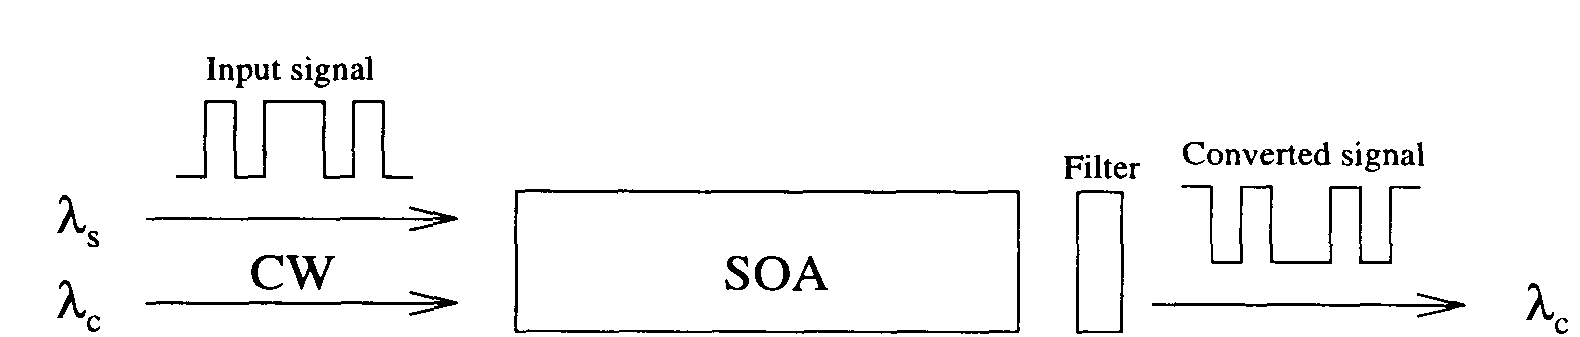 Input signal
Filter
Converted signal
λs
CW
SOA
λc
λc